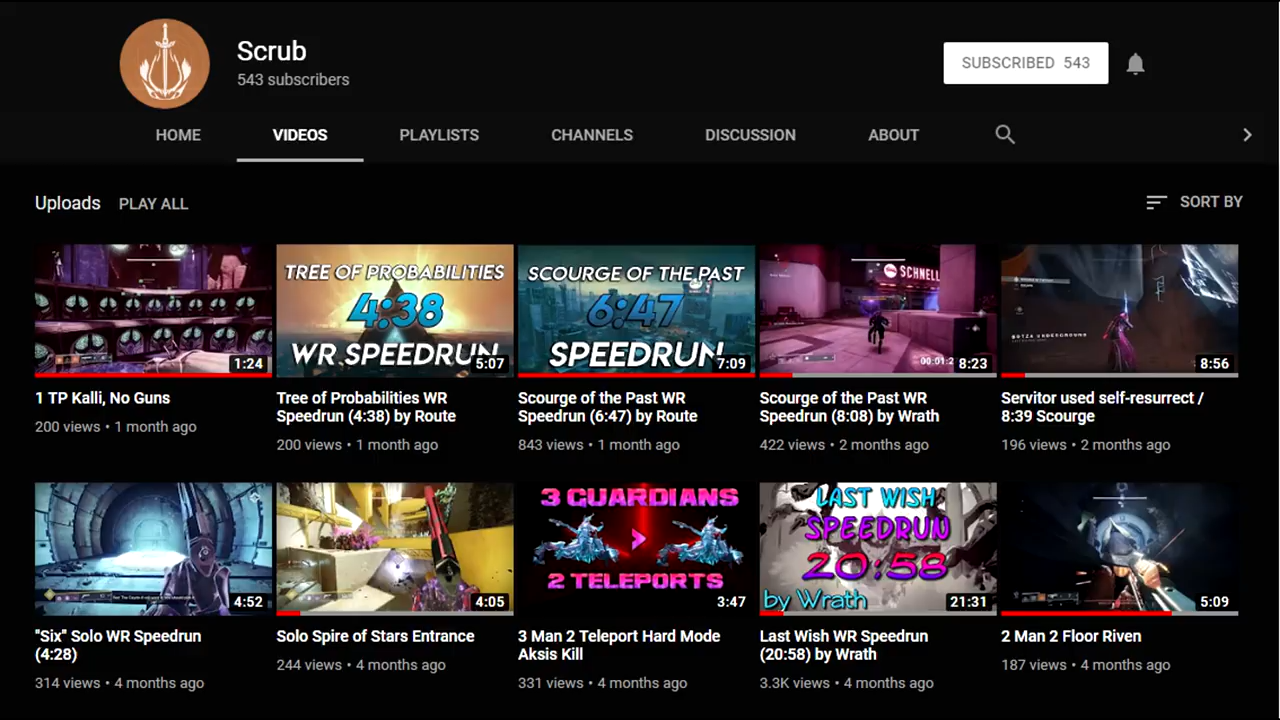 Scrub
543 subscribers
SUBSCRIBED 543
HOME VIDEOS PLAYLISTS CHANNELS DISCUSSION ABOUT
Uploads PLAY ALL
SORT BY
1:24
TREE OF PROBABILITIES
4:38
WR SPEEDRUN
5:07
SCOURGE OF THE PAST
6:47
SPEEDRUN
7:09
SCHNELL
00:01:2
8:23
BOTZA UNDERGROUND
8:56
1 TP Kalli, No Guns
200 views • 1 month ago
Tree of Probabilities WR
Speedrun (4:38) by Route
200 views • 1 month ago
Scourge of the Past WR
Speedrun (6:47) by Route
843 views • 1 month ago
Scourge of the Past WR
Speedrun (8:08) by Wrath
422 views • 2 months ago
Servitor used self-resurrect /
8:39 Scourge
196 views • 2 months ago
4:52
4:05
3 GUARDIANS
2 TELEPORTS
3:47
LAST WISH
SPEEDRUN
20:58
by Wrath
21:31
5:09
"Six" Solo WR Speedrun
(4:28)
314 views • 4 months ago
Solo Spire of Stars Entrance
244 views • 4 months ago
3 Man 2 Teleport Hard Mode
Aksis Kill
331 views • 4 months ago
Last Wish WR Speedrun
(20:58) by Wrath
3.3K views • 4 months ago
2 Man 2 Floor Riven
187 views • 4 months ago